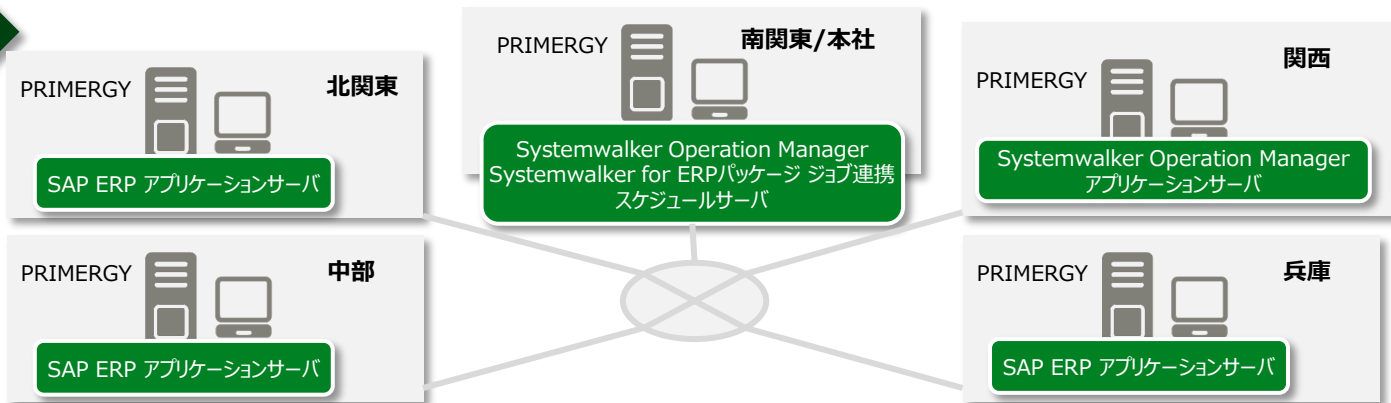 PRIMERGY
北関東
SAP ERP アプリケーションサーバ
PRIMERGY
南関東/本社
Systemwalker Operation Manager
Systemwalker for ERPパッケージ ジョブ連携
スケジュールサーバ
PRIMERGY
関西
Systemwalker Operation Manager
アプリケーションサーバ
PRIMERGY
中部
SAP ERP アプリケーションサーバ
PRIMERGY
兵庫
SAP ERP アプリケーションサーバ